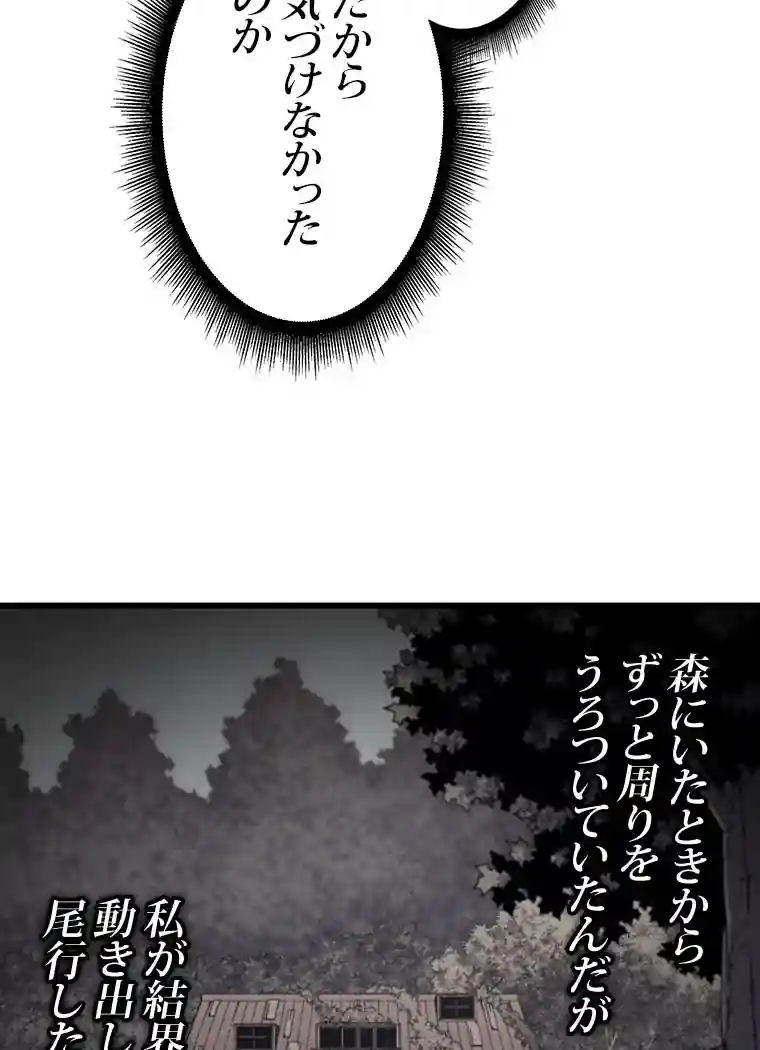 だから
気づけなかった
のか
森にいたときから
ずっと周りを
うろついていたんだが
私が結界
動き出し
尾行した